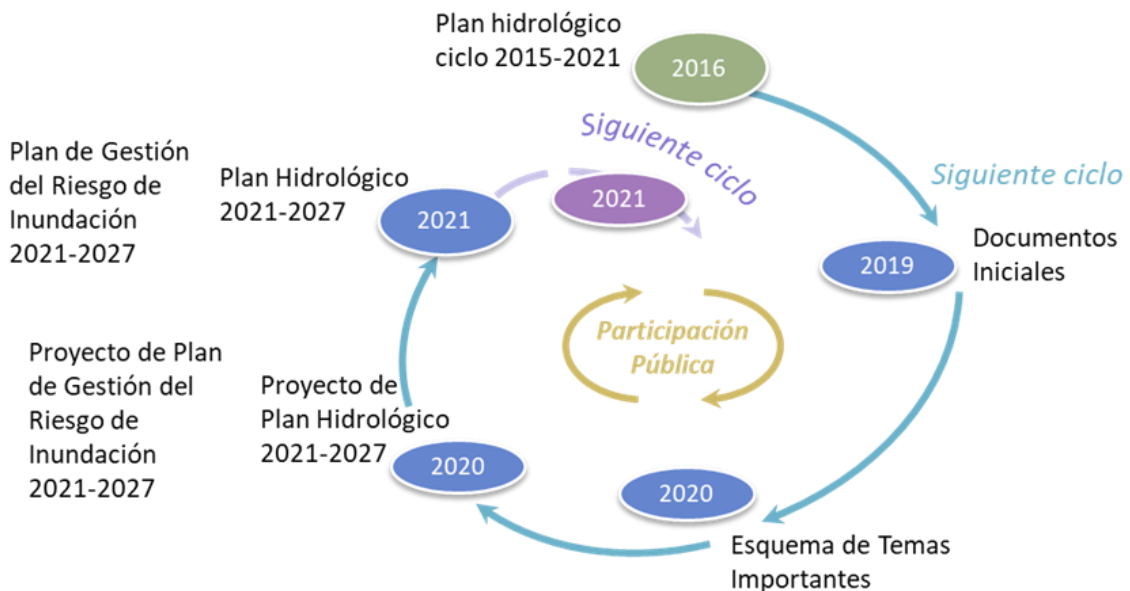 Plan hidrológico
ciclo 2015-2021
2016
Siguiente ciclo
Siguiente ciclo
2019
Documentos
Iniciales
2020
Esquema de Temas
Importantes
2020
Proyecto de
Plan Hidrológico
2021-2027
Proyecto de Plan
de Gestión del
Riesgo de
Inundación
2021-2027
2021
Plan Hidrológico
2021-2027
Plan de Gestión
del Riesgo de
Inundación
2021-2027
2021
Participación
Pública